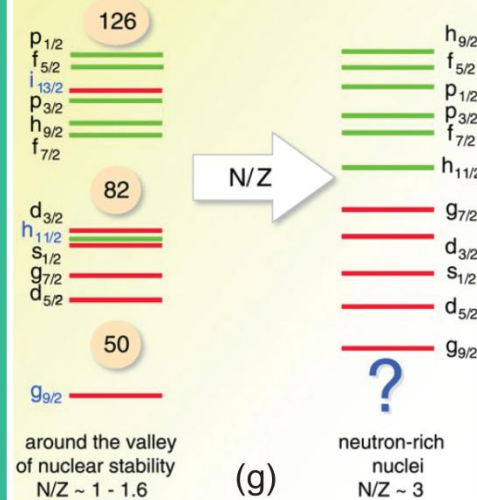 126
p1/2
f5/2
i13/2
p3/2
h9/2
f7/2
82
d3/2
h11/2
s1/2
g7/2
d5/2
50
g9/2
around the valley
of nuclear stability
N/Z ~ 1 - 1.6
N/Z
(g)
h9/2
f5/2
p1/2
p3/2
f7/2
h11/2
g7/2
d3/2
s1/2
d5/2
g9/2
?
neutron-rich
nuclei
N/Z ~ 3